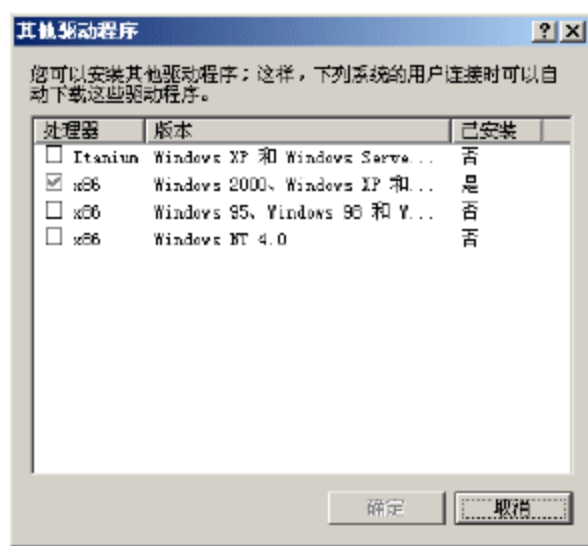 其他驱动程序
您可以安装其他驱动程序；这样，下列系统的用户连接时可以自
动下载这些驱动程序。
处理器 版本 已安装
Itanium Windows XP 和 Windows Serve... 否
x86 Windows 2000、Windows XP 和... 是
x86 Windows 95、Windows 98 和 W... 否
x86 Windows NT 4.0 否
确定 取消